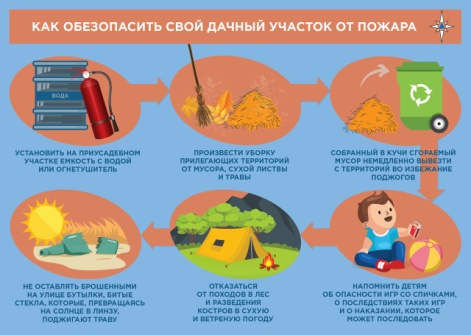 КАК ОБЕЗОПАСИТЬ СВОЙ ДАЧНЫЙ УЧАСТОК ОТ ПОЖАРА
ВОДА
УСТАНОВИТЬ НА ПРИУСАДЕБНОМ
УЧАСТКЕ ЕМКОСТЬ С ВОДОЙ
ИЛИ ОГНЕТУШИТЕЛЬ
ПРОИЗВЕСТИ УБОРКУ
ПРИЛЕГАЮЩИХ ТЕРРИТОРИЙ
ОТ МУСОРА, СУХОЙ ЛИСТВЫ
И ТРАВЫ
СОБРАННЫЙ В КУЧИ СГОРАЕМЫЙ
МУСОР НЕМЕДЛЕННО ВЫВЕЗТИ
С ТЕРРИТОРИЙ ВО ИЗБЕЖАНИЕ
ПОДЖОГОВ
НЕ ОСТАВЛЯТЬ БРОШЕННЫМИ
НА УЛИЦЕ БУТЫЛКИ, БИТЫЕ
СТЕКЛА, КОТОРЫЕ, ПРЕВРАЩАЯСЬ
НА СОЛНЦЕ В ЛИНЗУ,
ПОДЖИГАЮТ ТРАВУ
ОТКАЗАТЬСЯ
ОТ ПОХОДОВ В ЛЕС
И РАЗВЕДЕНИЯ
КОСТРОВ В СУХУЮ
И ВЕТРЕНУЮ ПОГОДУ
НАПОМНИТЬ ДЕТЯМ
ОБ ОПАСНОСТИ ИГР СО СПИЧКАМИ,
О ПОСЛЕДСТВИЯХ ТАКИХ ИГР
И О НАКАЗАНИИ, КОТОРОЕ
МОЖЕТ ПОСЛЕДОВАТЬ